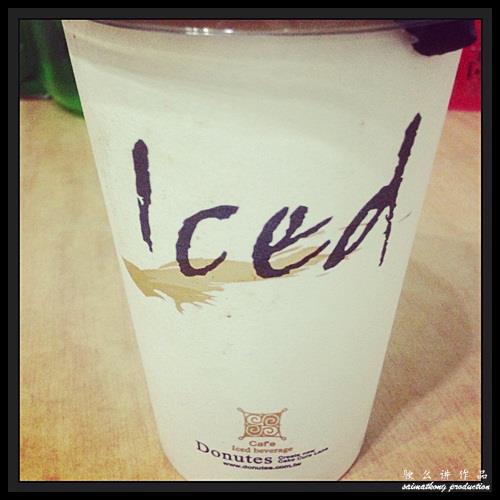 Iced
Cafe
Iced beverage
Donutes
www.donutes.com.tw
saimatkong production